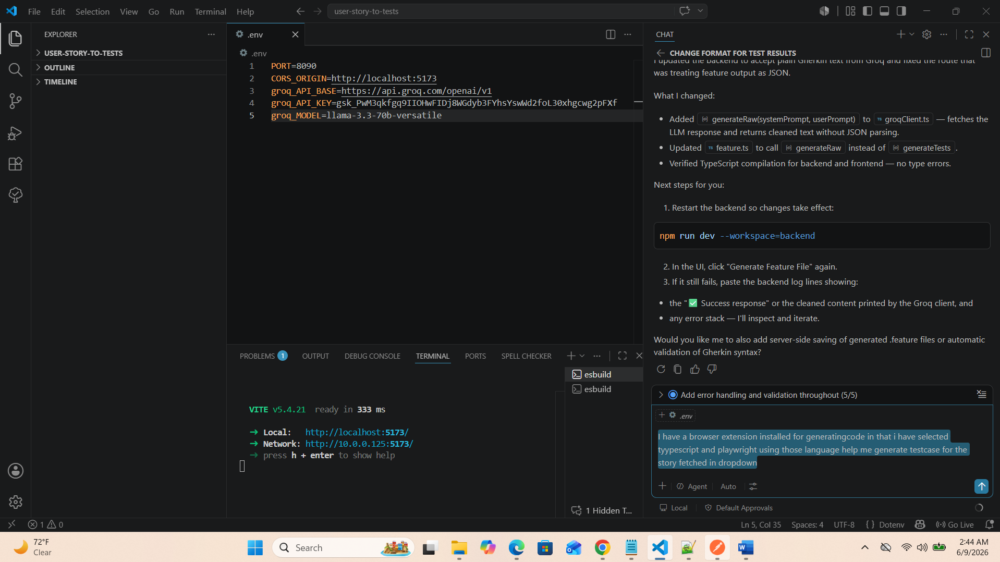 File Edit Selection View Go Run Terminal Help
user-story-to-tests
EXPLORER
USER-STORY-TO-TESTS
OUTLINE
TIMELINE
.env
.env
1 PORT=8090
2 CORS_ORIGIN=http://localhost:5173
3 groq_API_BASE=https://api.groq.com/openai/v1
4 groq_API_KEY=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
5 groq_MODEL=llama-3.3-70b-versatile
PROBLEMS 1 OUTPUT DEBUG CONSOLE TERMINAL PORTS SPELL CHECKER
VITE v5.4.21 ready in 333 ms
➜ Local: http://localhost:5173/
➜ Network: http://10.0.0.125:5173/
➜ press h + enter to show help
esbuild
esbuild
1 Hidden T...
CHAT
CHANGE FORMAT FOR TEST RESULTS
I updated the backend to accept plain Gherkin text from Groq and fixed the route that
was treating feature output as JSON.
What I changed:
• Added generateRaw(systemPrompt, userPrompt) to TS groqClient.ts — fetches the
LLM response and returns cleaned text without JSON parsing.
• Updated TS feature.ts to call generateRaw instead of generateTests .
• Verified TypeScript compilation for backend and frontend — no type errors.
Next steps for you:
1. Restart the backend so changes take effect:
npm run dev --workspace=backend
2. In the UI, click "Generate Feature File" again.
3. If it still fails, paste the backend log lines showing:
• the "✅ Success response" or the cleaned content printed by the Groq client, and
• any error stack — I'll inspect and iterate.
Would you like me to also add server-side saving of generated .feature files or automatic
validation of Gherkin syntax?
Add error handling and validation throughout (5/5)
.env
I have a browser extension installed for generatingcode in that i have selected
tyypescript and playwright using those language help me generate testcase for the
story fetched in dropdown
Agent Auto
Local Default Approvals
1 0
Ln 5, Col 35 Spaces: 4 UTF-8 {} Dotenv Go Live
72°F
Clear
Search
2:44 AM
6/9/2026